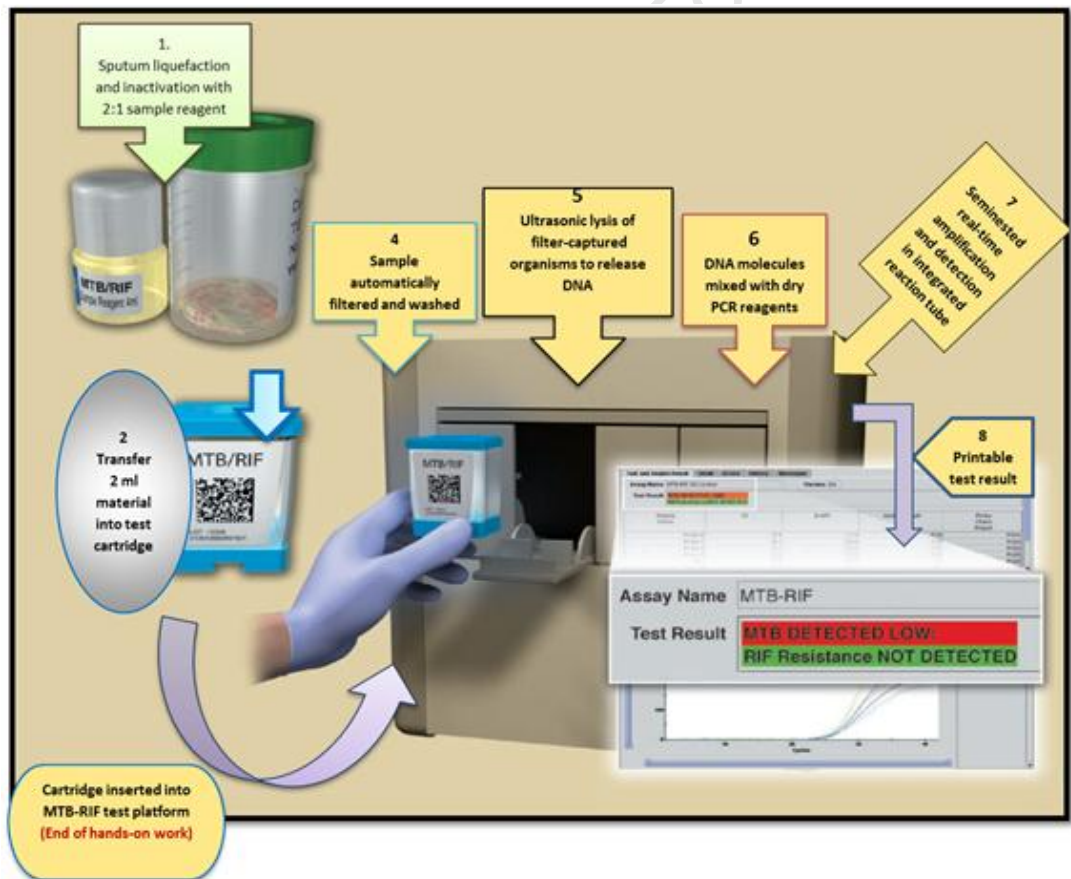 1.
Sputum liquefaction
and inactivation with
2:1 sample reagent
MTB/RIF
2
Transfer
2 ml
material
into test
cartridge
MTB/RIF
4
Sample
automatically
filtered and washed
5
Ultrasonic lysis of
filter-captured
organisms to release
DNA
6
DNA molecules
mixed with dry
PCR reagents
7
Seminested
real-time
amplification
and detection
in integrated
reaction tube
MTB/RIF
8
Printable
test result
Assay Name MTB-RIF
Test Result MTB DETECTED LOW:
RIF Resistance NOT DETECTED
Cartridge inserted into
MTB-RIF test platform
(End of hands-on work)